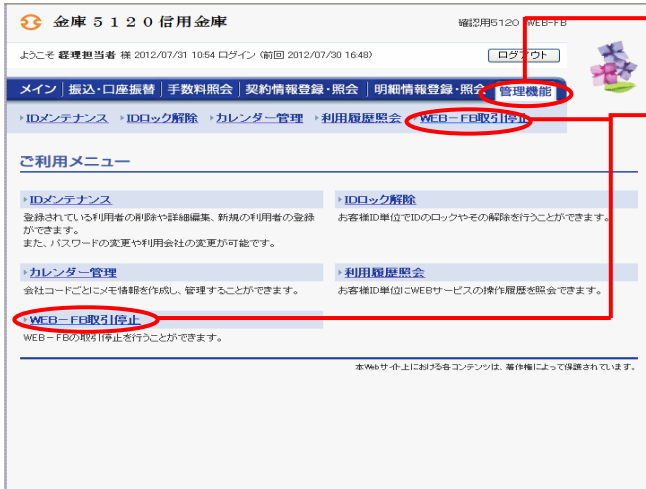 金庫５１２０信用金庫
確認用5120 WEB-FB
ようこそ 経理担当者 様 2012/07/31 10:54 ログイン (前回 2012/07/30 16:48)
ログアウト
メイン 振込・口座振替 手数料照会 契約情報登録・照会 明細情報登録・照会 管理機能
IDメンテナンス IDロック解除 カレンダー管理 利用履歴照会 WEB－FB取引停止
ご利用メニュー
IDメンテナンス
登録されている利用者の削除や詳細編集、新規の利用者の登録
ができます。
また、パスワードの変更や利用会社の変更が可能です。
IDロック解除
お客様ID単位でIDのロックやその解除を行うことができます。
カレンダー管理
会社コードごとにメモ情報を作成し、管理することができます。
利用履歴照会
お客様ID単位にWEBサービスの操作履歴を照会できます。
WEB－FB取引停止
WEB－FBの取引停止を行うことができます。
本Webサイト上における各コンテンツは、著作権によって保護されています。